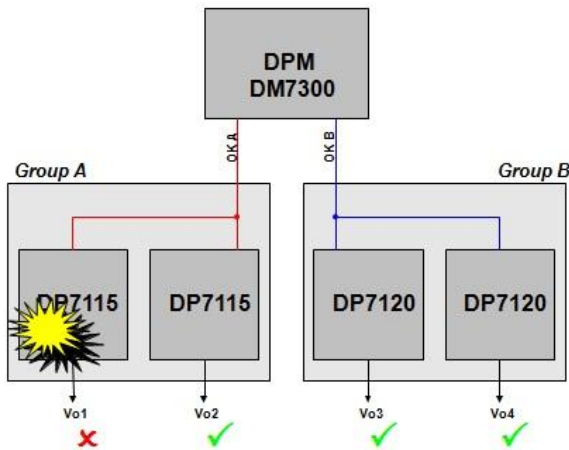 DPM
DM7300
OK A
OK B
Group A
Group B
DP7115
DP7115
DP7120
DP7120
Vo1
Vo2
Vo3
Vo4